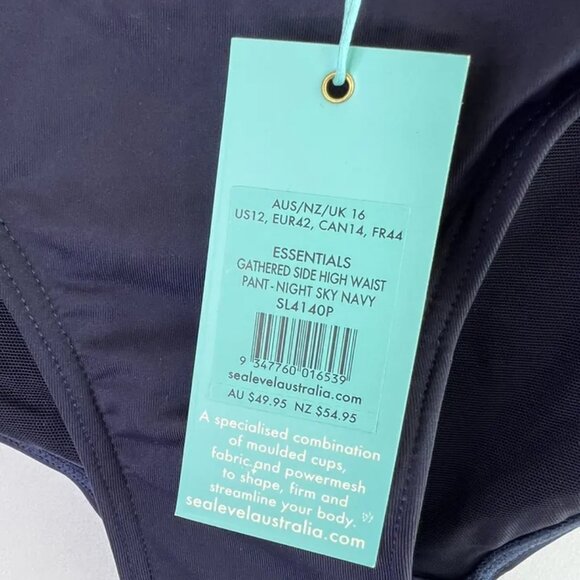 AUS/NZ/UK 16
US12, EUR42, CAN14, FR44
ESSENTIALS
GATHERED SIDE HIGH WAIST
PANT-NIGHT SKY NAVY
SL4140P
9 347760 016539
sealevelaustralia.com
AU $49.95 NZ $54.95
A specialised combination
of moulded cups,
fabric and powermesh
to shape, firm and
streamline your body.
sealevelaustralia.com